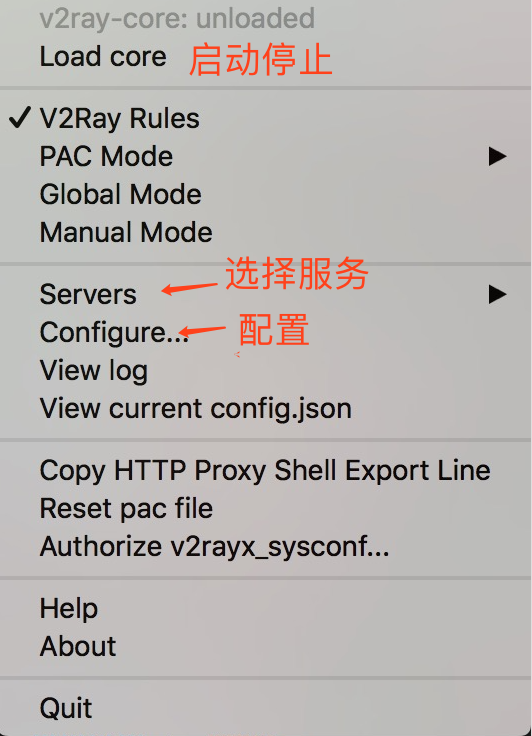 v2ray-core: unloaded
Load core 启动停止
V2Ray Rules
PAC Mode
Global Mode
Manual Mode
Servers 选择服务
Configure... 配置
View log
View current config.json
Copy HTTP Proxy Shell Export Line
Reset pac file
Authorize v2rayx_sysconf...
Help
About
Quit